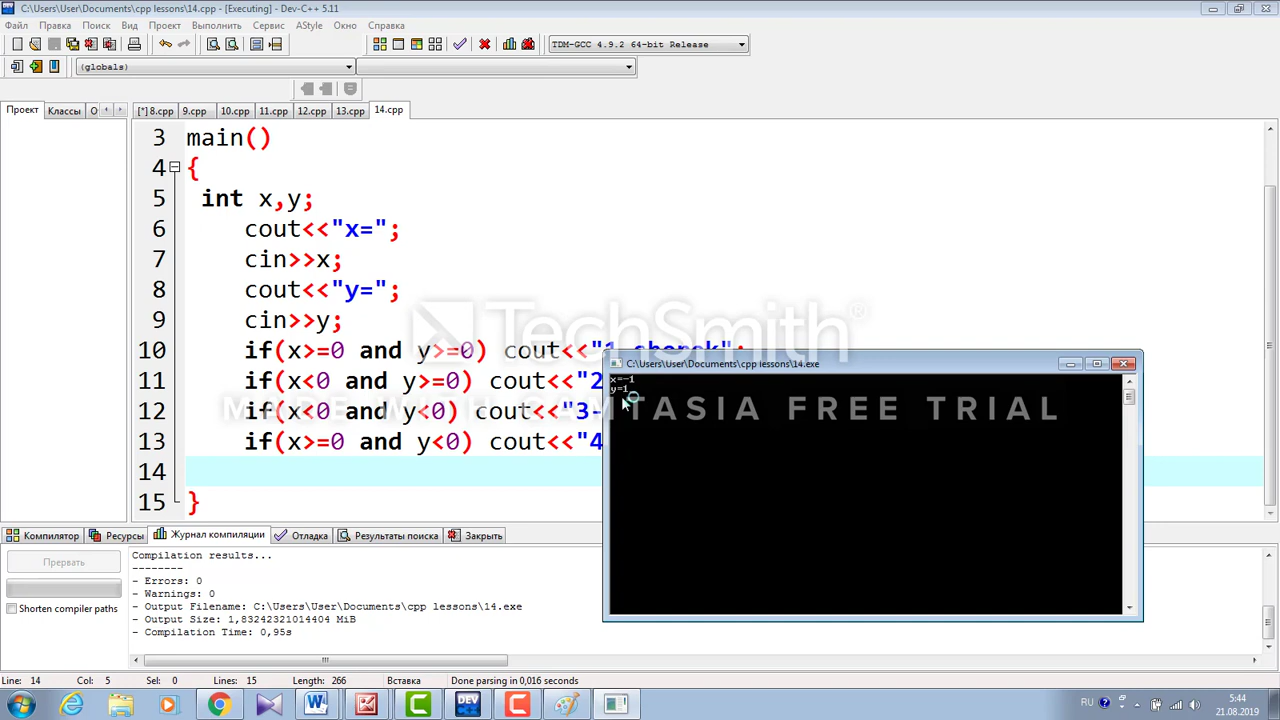 C:\Users\User\Documents\cpp lessons\14.cpp - [Executing] - Dev-C++ 5.11
Файл Правка Поиск Вид Проект Выполнить Сервис AStyle Окно Справка
TDM-GCC 4.9.2 64-bit Release
(globals)
Проект Классы О [*] 8.cpp 9.cpp 10.cpp 11.cpp 12.cpp 13.cpp 14.cpp
3 main()
4 {
5 int x,y;
6 cout<<"x=";
7 cin>>x;
8 cout<<"y=";
9 cin>>y;
10 if(x>=0 and y>=0) cout<<"1-chorak";
11 if(x<0 and y>=0) cout<<"2
12 if(x<0 and y<0) cout<<"3-
13 if(x>=0 and y<0) cout<<"4
14
15 }
TechSmith®
MADE WITH CAMTASIA FREE TRIAL
C:\Users\User\Documents\cpp lessons\14.exe
x=-1
y=1
Компилятор Ресурсы Журнал компиляции Отладка Результаты поиска Закрыть
Прервать
Shorten compiler paths
Compilation results...
--------
- Errors: 0
- Warnings: 0
- Output Filename: C:\Users\User\Documents\cpp lessons\14.exe
- Output Size: 1,83242321014404 MiB
- Compilation Time: 0,95s
Line: 14 Col: 5 Sel: 0 Lines: 15 Length: 266 Вставка Done parsing in 0,016 seconds
RU
5:44
21.08.2019